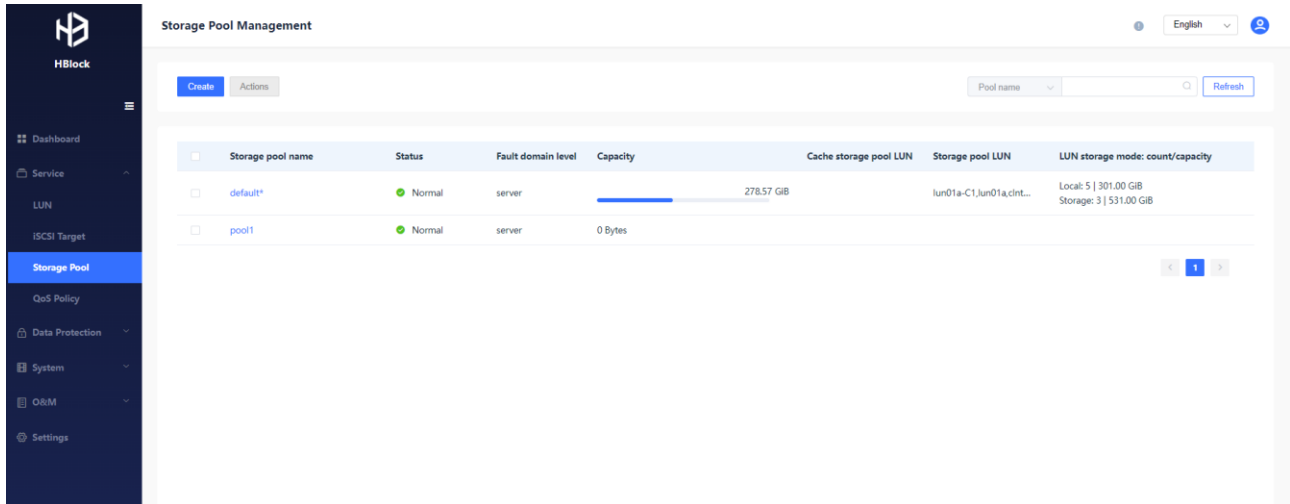 HBlock
Storage Pool Management
English
Create
Actions
Pool name
Refresh
Dashboard
Service
LUN
iSCSI Target
Storage Pool
QoS Policy
Data Protection
System
O&M
Settings
Storage pool name Status Fault domain level Capacity Cache storage pool LUN Storage pool LUN LUN storage mode: count/capacity
default* Normal server 278.57 GiB lun01a-C1,lun01a,clnt... Local: 5 | 301.00 GiB
Storage: 3 | 531.00 GiB
pool1 Normal server 0 Bytes
1